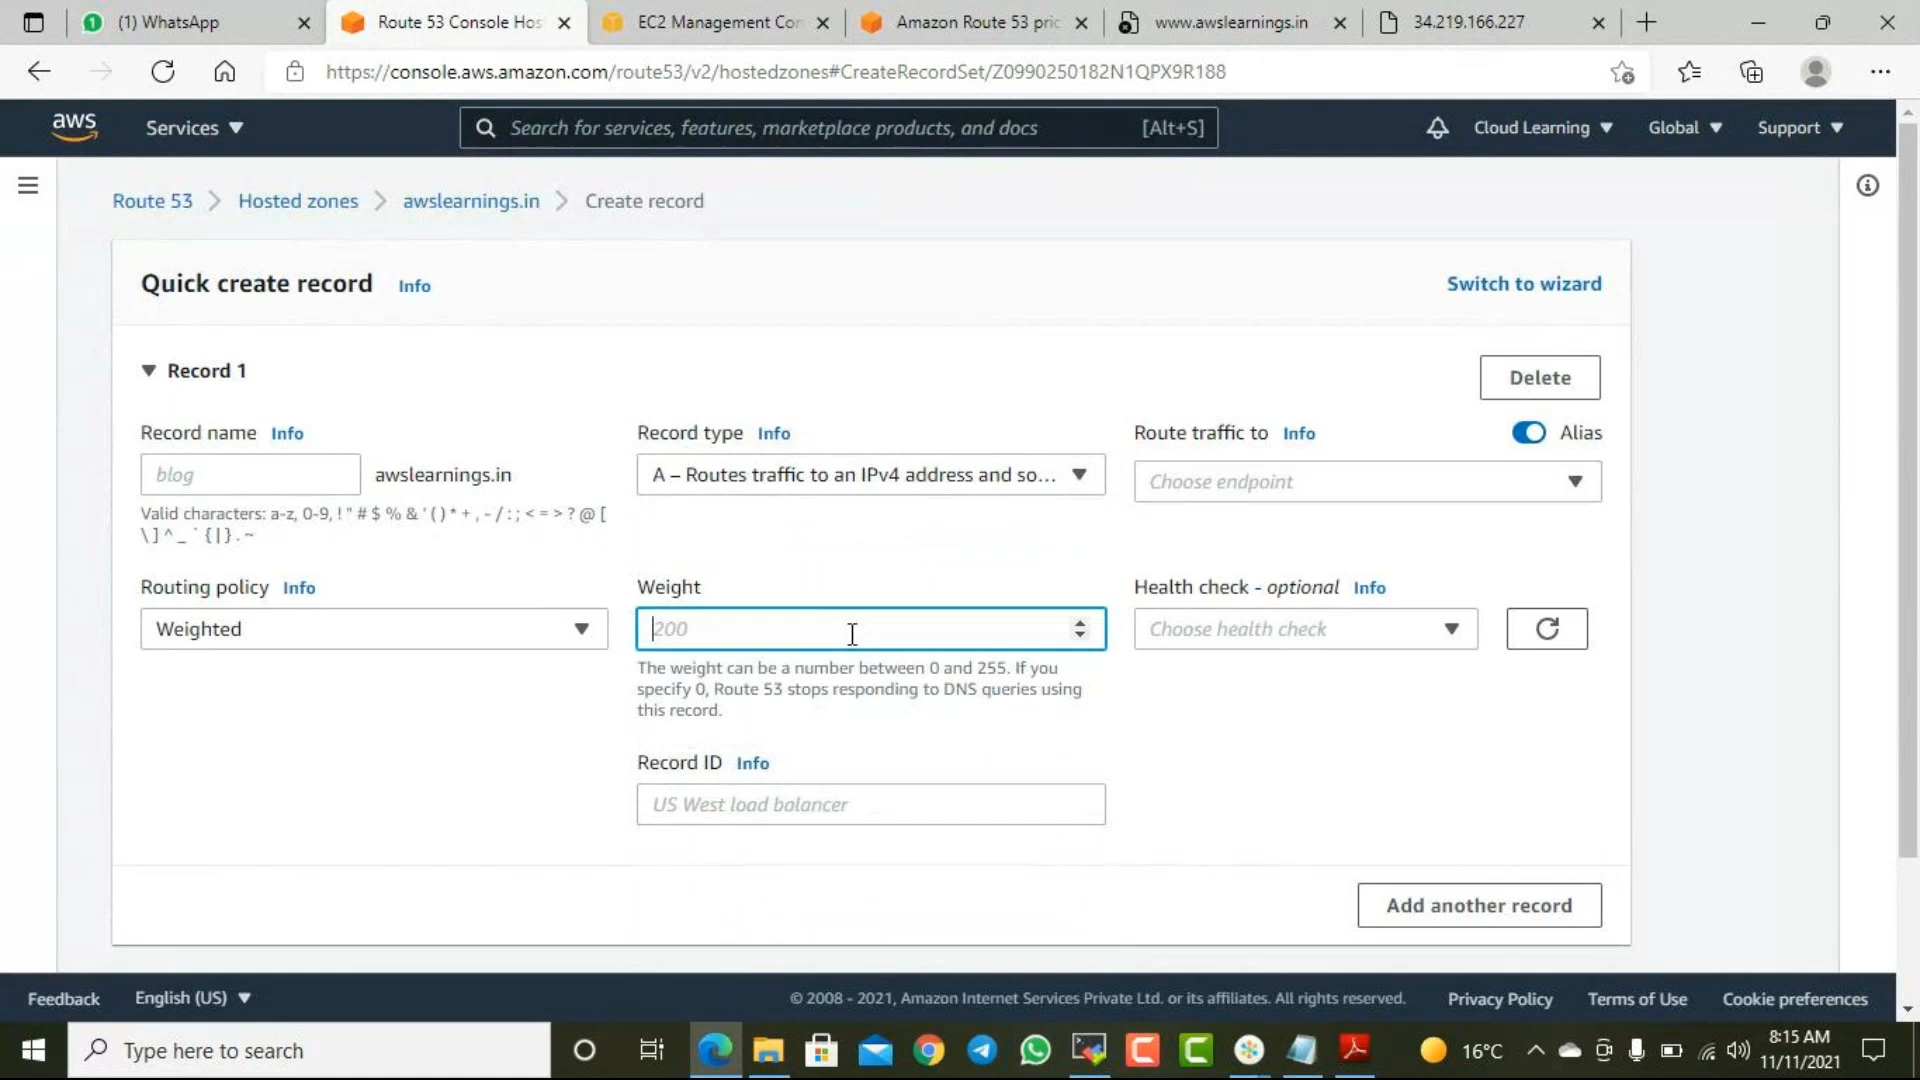 (1) WhatsApp
Route 53 Console Hos
EC2 Management Con
Amazon Route 53 pric
www.awslearnings.in
34.219.166.227
https://console.aws.amazon.com/route53/v2/hostedzones#CreateRecordSet/Z0990250182N1QPX9R188
aws
Services
Search for services, features, marketplace products, and docs
[Alt+S]
Cloud Learning
Global
Support
Route 53
Hosted zones
awslearnings.in
Create record
Quick create record
Info
Switch to wizard
Record 1
Delete
Record name Info
Record type Info
Route traffic to Info
Alias
blog
awslearnings.in
A – Routes traffic to an IPv4 address and so...
Choose endpoint
Valid characters: a-z, 0-9, ! " # $ % & ' ( ) * + , - / : ; < = > ? @ [
\ ] ^ _ ` { | } . ~
Routing policy Info
Weight
Health check - optional Info
Weighted
200
Choose health check
The weight can be a number between 0 and 255. If you
specify 0, Route 53 stops responding to DNS queries using
this record.
Record ID Info
US West load balancer
Add another record
Feedback
English (US)
© 2008 - 2021, Amazon Internet Services Private Ltd. or its affiliates. All rights reserved.
Privacy Policy
Terms of Use
Cookie preferences
Type here to search
16°C
8:15 AM
11/11/2021